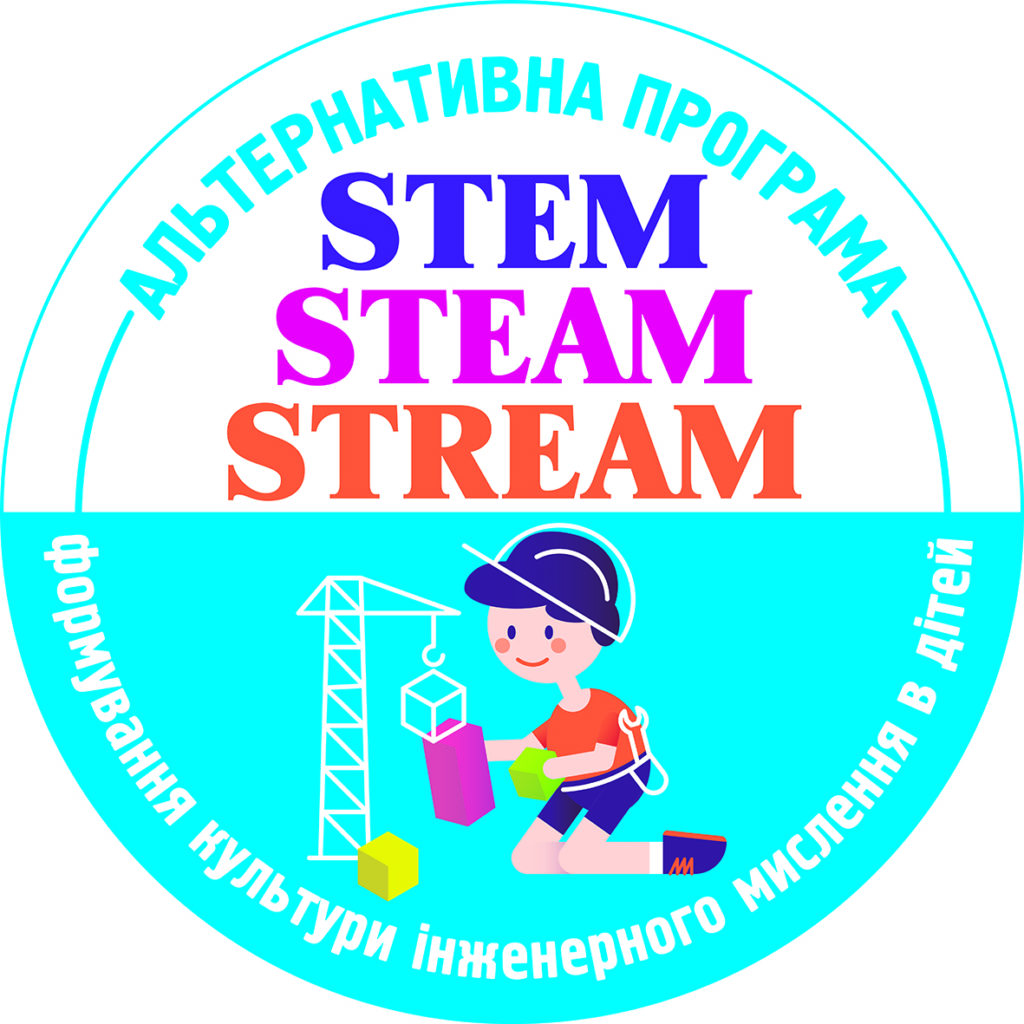 АЛЬТЕРНАТИВНА ПРОГРАМА
STEM
STEAM
STREAM
формування культури інженерного мислення в дітей